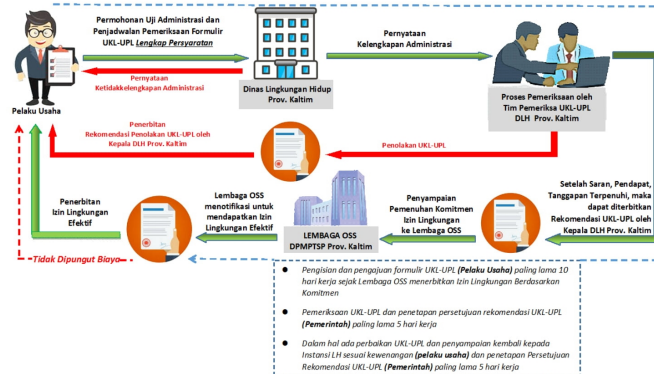 Permohonan Uji Administrasi dan
Penjadwalan Pemeriksaan Formulir
UKL-UPL Lengkap Persyaratan
Pernyataan
Ketidakkelengkapan Administrasi
Pelaku Usaha
Dinas Lingkungan Hidup
Prov. Kaltim
Pernyataan
Kelengkapan Administrasi
Proses Pemeriksaan oleh
Tim Pemeriksa UKL-UPL
DLH Prov. Kaltim
Penerbitan
Rekomendasi Penolakan UKL-UPL oleh
Kepala DLH Prov. Kaltim
Penolakan UKL-UPL
Penerbitan
Izin Lingkungan
Efektif
Lembaga OSS
menotifikasi untuk
mendapatkan Izin
Lingkungan Efektif
LEMBAGA OSS
DPMPTSP Prov. Kaltim
Penyampaian
Pemenuhan Komitmen
Izin Lingkungan
ke Lembaga OSS
Setelah Saran, Pendapat,
Tanggapan Terpenuhi, maka
dapat diterbitkan
Rekomendasi UKL-UPL oleh
Kepala DLH Prov. Kaltim
Tidak Dipungut Biaya
● Pengisian dan pengajuan formulir UKL-UPL (Pelaku Usaha) paling lama 10
hari kerja sejak Lembaga OSS menerbitkan Izin Lingkungan Berdasarkan
Komitmen
● Pemeriksaan UKL-UPL dan penetapan persetujuan rekomendasi UKL-UPL
(Pemerintah) paling lama 5 hari kerja
● Dalam hal ada perbaikan UKL-UPL dan penyampaian kembali kepada
Instansi LH sesuai kewenangan (pelaku usaha) dan penetapan Persetujuan
Rekomendasi UKL-UPL (Pemerintah) paling lama 5 hari kerja